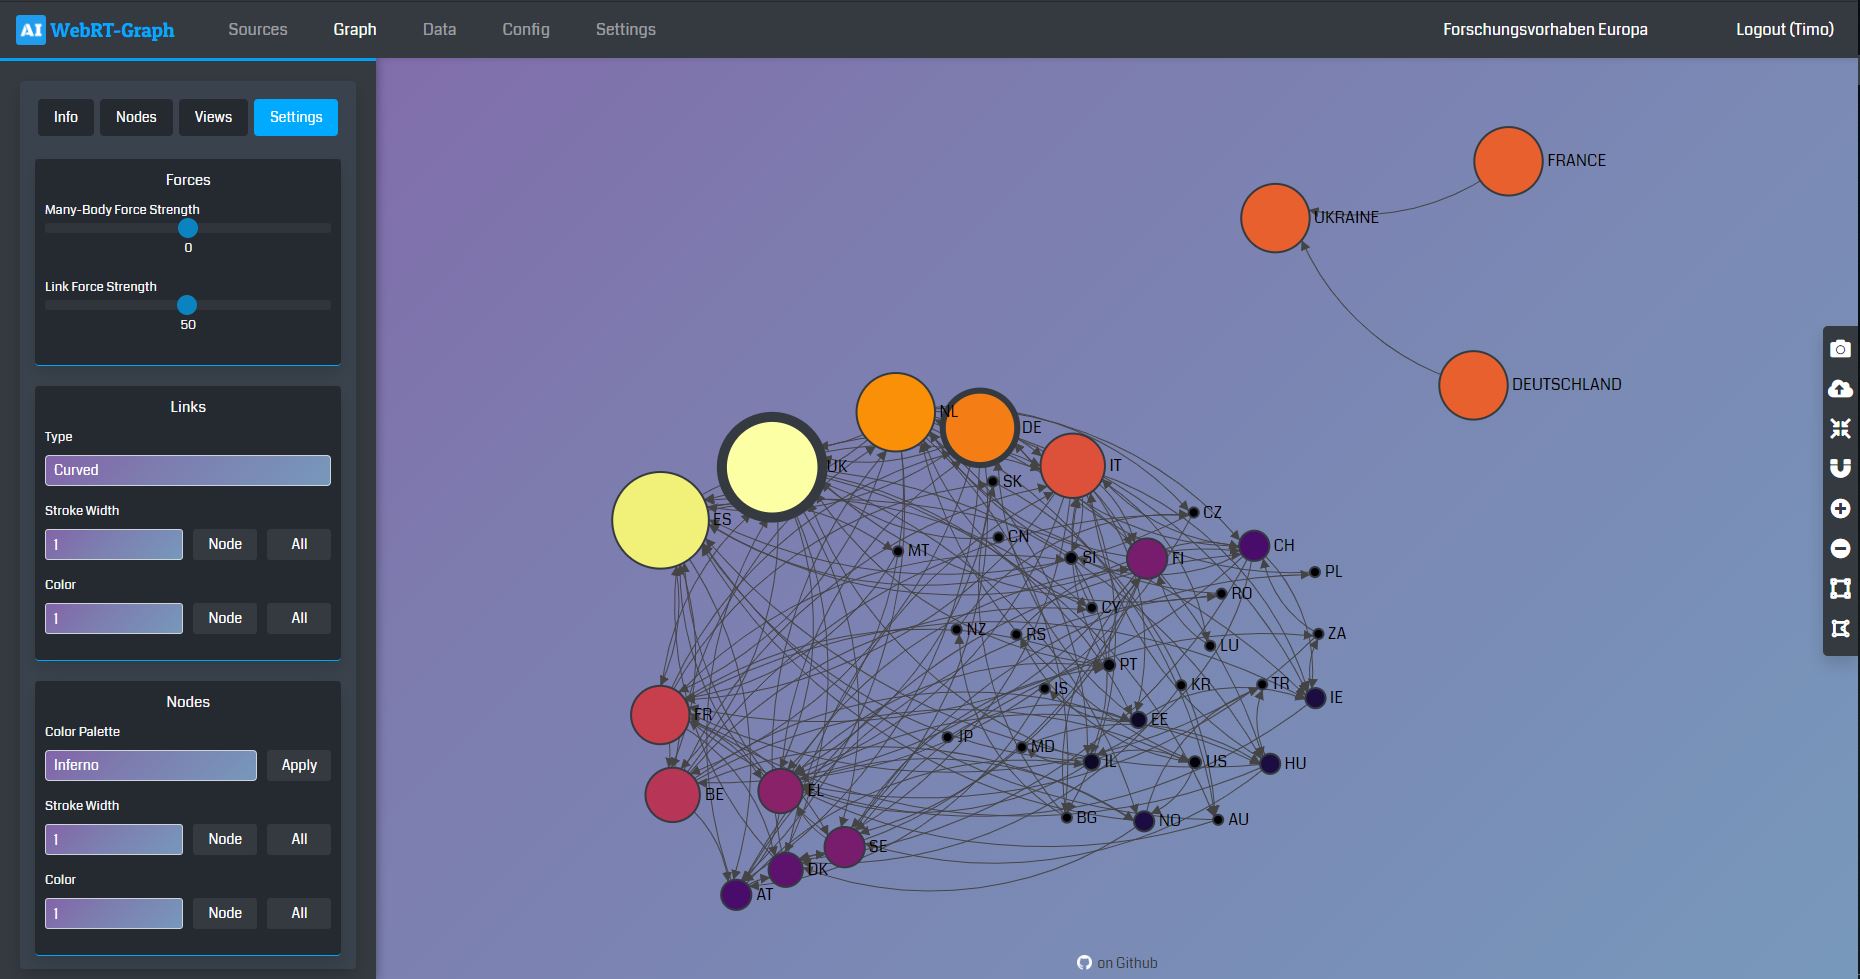 AI WebRT-Graph Sources Graph Data Config Settings Forschungsvorhaben Europa Logout (Timo)
Info Nodes Views Settings
Forces
Many-Body Force Strength
0
Link Force Strength
50
Links
Type
Curved
Stroke Width
1 Node All
Color
1 Node All
Nodes
Color Palette
Inferno Apply
Stroke Width
1 Node All
Color
1 Node All
FRANCE
UKRAINE
DEUTSCHLAND
NL
DE
UK
IT
SK
ES
CZ
CN
CH
MT
SI
FI
PL
RO
CY
NZ
RS
ZA
LU
PT
IS
KR
TR
IE
FR
EE
JP
MD
IL
US
HU
BE
EL
BG
NO
AU
SE
DK
AT
on Github